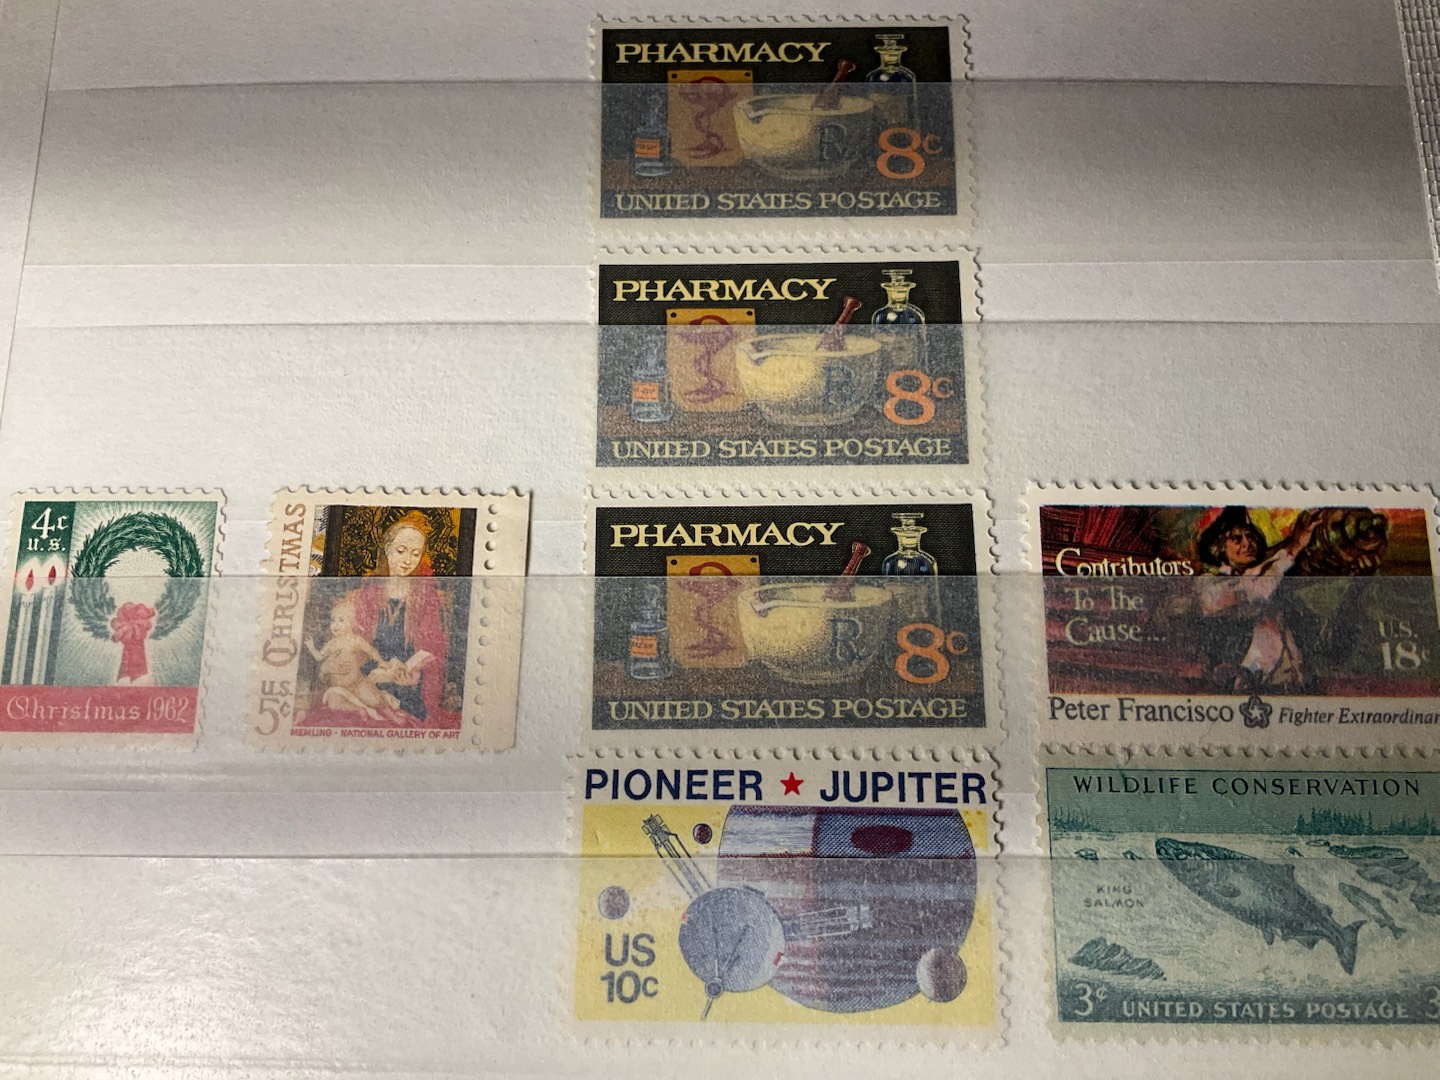 PHARMACY
8c
UNITED STATES POSTAGE
PHARMACY
8c
UNITED STATES POSTAGE
4c
U.S.
Christmas 1962
CHRISTMAS
U.S.
5c
MEMLING · NATIONAL GALLERY OF ART
PHARMACY
8c
UNITED STATES POSTAGE
Contributors
To The
Cause...
U.S.
18c
Peter Francisco Fighter Extraordinar
PIONEER ★ JUPITER
US
10c
WILDLIFE CONSERVATION
KING
SALMON
3¢ UNITED STATES POSTAGE 3